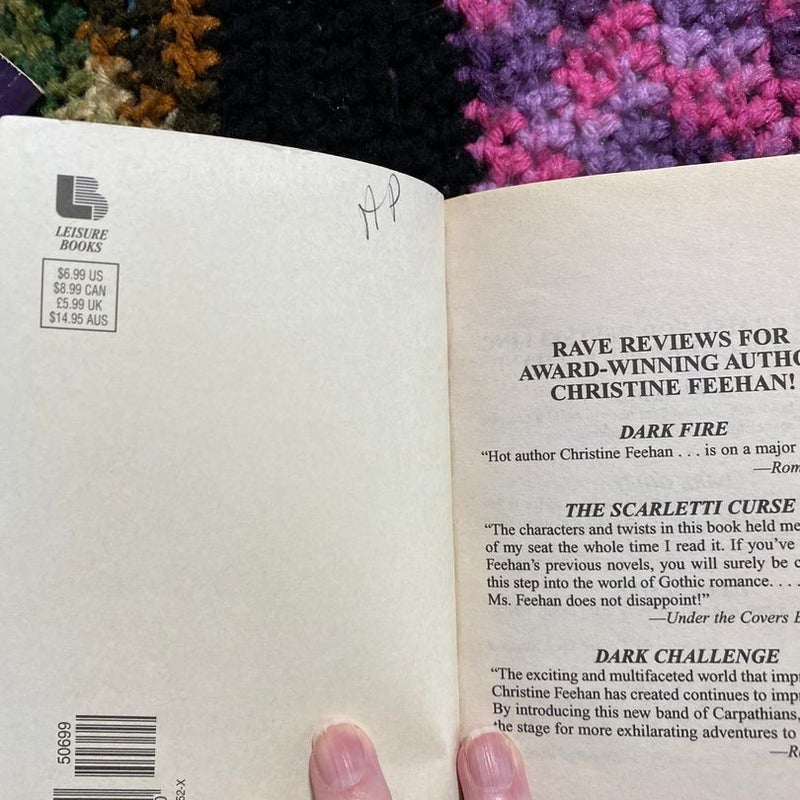 LEISURE
BOOKS
$6.99 US
$8.99 CAN
£5.99 UK
$14.95 AUS
AP
50699
52-X
RAVE REVIEWS FOR
AWARD-WINNING AUTHO
CHRISTINE FEEHAN!
DARK FIRE
“Hot author Christine Feehan . . . is on a major
—Rom
THE SCARLETTI CURSE
“The characters and twists in this book held me
of my seat the whole time I read it. If you’ve
Feehan’s previous novels, you will surely be c
this step into the world of Gothic romance. . . .
Ms. Feehan does not disappoint!”
—Under the Covers B
DARK CHALLENGE
“The exciting and multifaceted world that impr
Christine Feehan has created continues to impr
By introducing this new band of Carpathians,
the stage for more exhilarating adventures to
—Ro